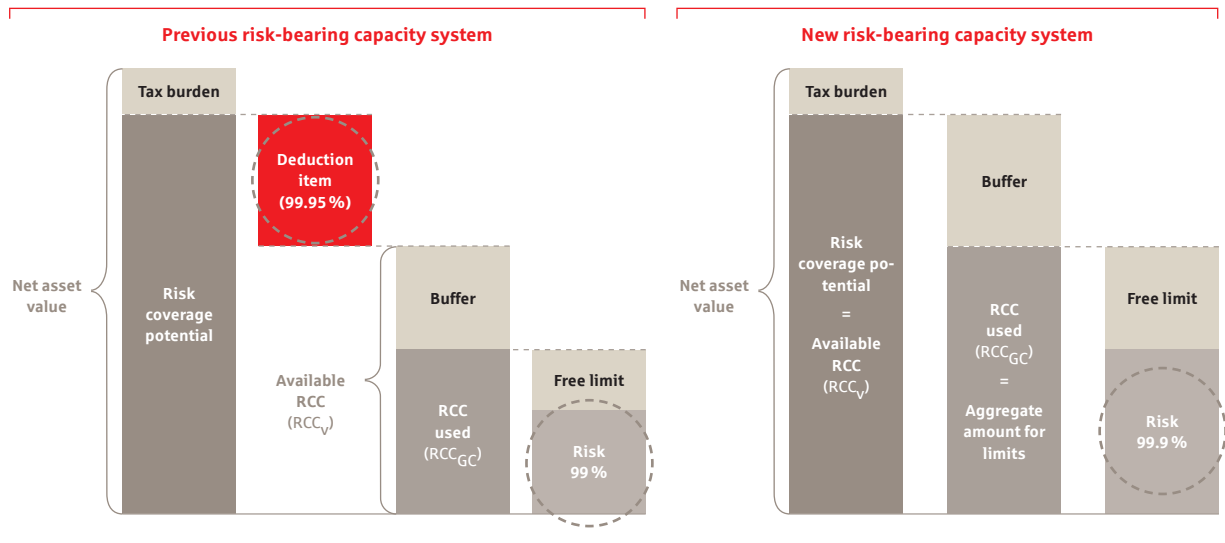 Previous risk-bearing capacity system
Tax burden
Deduction
item
(99.95 %)
Net asset
value
Risk
coverage
potential
Buffer
Available
RCC
(RCCv)
RCC
used
(RCCGC)
Free limit
Risk
99 %
New risk-bearing capacity system
Tax burden
Net asset
value
Risk
coverage po-
tential
=
Available
RCC
(RCCv)
Buffer
RCC
used
(RCCGC)
=
Aggregate
amount for
limits
Free limit
Risk
99.9 %